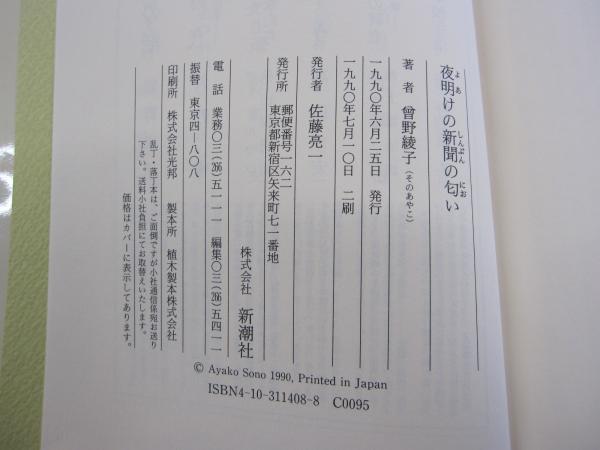 夜明けの新聞の匂い
よあ しんぶん にお
著者 曾野綾子(そのあやこ)
一九九〇年六月二五日 発行
一九九〇年七月一〇日 二刷
発行者 佐藤亮一
発行所 郵便番号一六二
東京都新宿区矢来町七一番地
株式会社 新潮社
電話 業務〇三(266)五一一一 編集〇三(266)五四一一
振替 東京四―八〇八
印刷所 株式会社光邦 製本所 植木製本株式会社
乱丁・落丁本は、ご面倒ですが小社通信係宛お送り
下さい。送料小社負担にてお取替えいたします。
価格はカバーに表示してあります。
© Ayako Sono 1990, Printed in Japan
ISBN4-10-311408-8 C0095